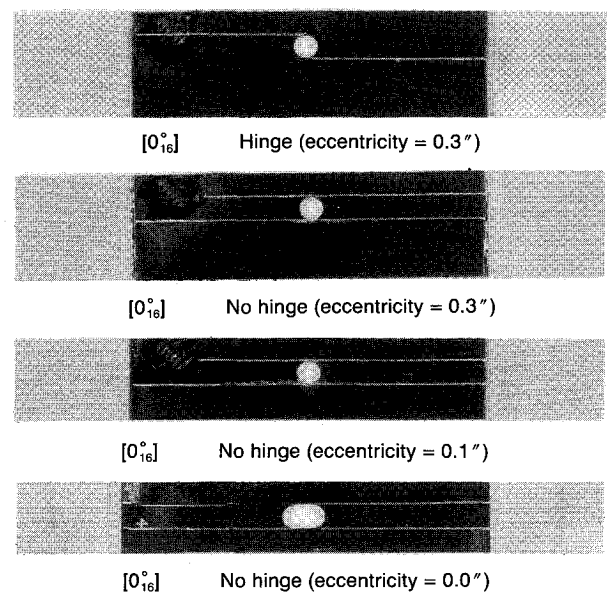 [0°₁₆] Hinge (eccentricity = 0.3″)
[0°₁₆] No hinge (eccentricity = 0.3″)
[0°₁₆] No hinge (eccentricity = 0.1″)
[0°₁₆] No hinge (eccentricity = 0.0″)